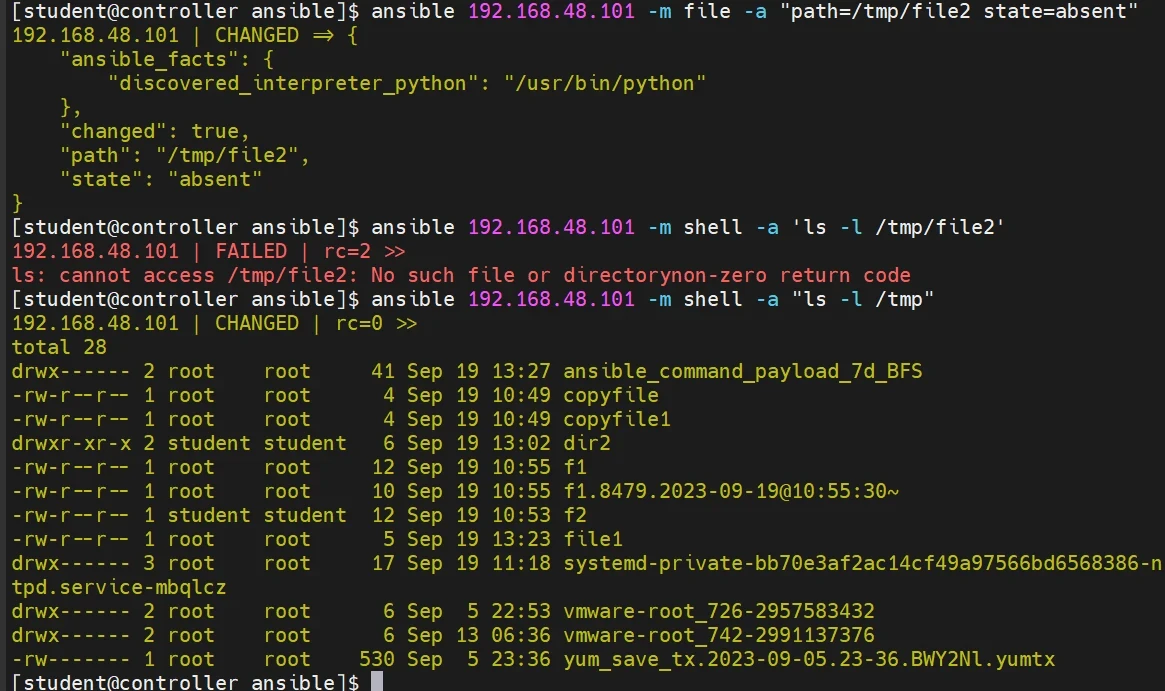 [student@controller ansible]$ ansible 192.168.48.101 -m file -a "path=/tmp/file2 state=absent"
192.168.48.101 | CHANGED => {
    "ansible_facts": {
        "discovered_interpreter_python": "/usr/bin/python"
    },
    "changed": true,
    "path": "/tmp/file2",
    "state": "absent"
}
[student@controller ansible]$ ansible 192.168.48.101 -m shell -a 'ls -l /tmp/file2'
192.168.48.101 | FAILED | rc=2 >>
ls: cannot access /tmp/file2: No such file or directorynon-zero return code
[student@controller ansible]$ ansible 192.168.48.101 -m shell -a "ls -l /tmp"
192.168.48.101 | CHANGED | rc=0 >>
total 28
drwx------ 2 root    root     41 Sep 19 13:27 ansible_command_payload_7d_BFS
-rw-r--r-- 1 root    root      4 Sep 19 10:49 copyfile
-rw-r--r-- 1 root    root      4 Sep 19 10:49 copyfile1
drwxr-xr-x 2 student student   6 Sep 19 13:02 dir2
-rw-r--r-- 1 root    root     12 Sep 19 10:55 f1
-rw-r--r-- 1 root    root     10 Sep 19 10:55 f1.8479.2023-09-19@10:55:30~
-rw-r--r-- 1 student student  12 Sep 19 10:53 f2
-rw-r--r-- 1 root    root      5 Sep 19 13:23 file1
drwx------ 3 root    root     17 Sep 19 11:18 systemd-private-bb70e3af2ac14cf49a97566bd6568386-n
tpd.service-mbqlcz
drwx------ 2 root    root      6 Sep  5 22:53 vmware-root_726-2957583432
drwx------ 2 root    root      6 Sep 13 06:36 vmware-root_742-2991137376
-rw------- 1 root    root    530 Sep  5 23:36 yum_save_tx.2023-09-05.23-36.BWY2Nl.yumtx
[student@controller ansible]$